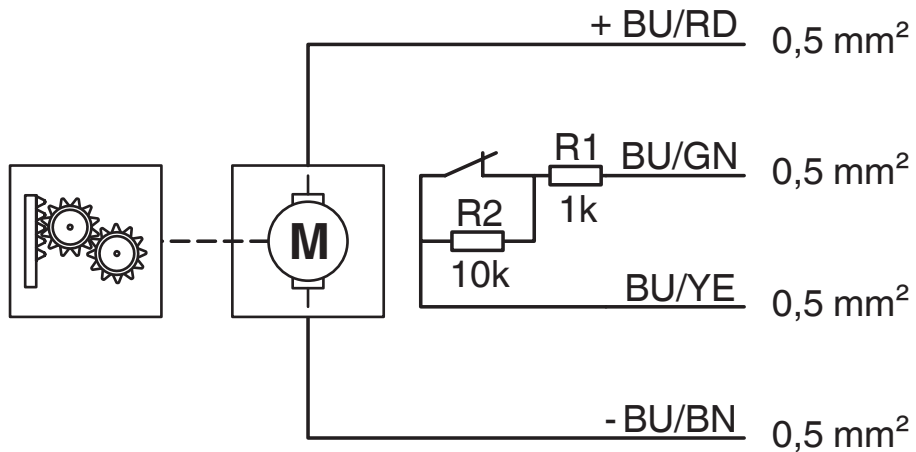 + BU/RD 0,5 mm²
R1 BU/GN 0,5 mm²
1k
R2
M
10k
BU/YE 0,5 mm²
- BU/BN 0,5 mm²